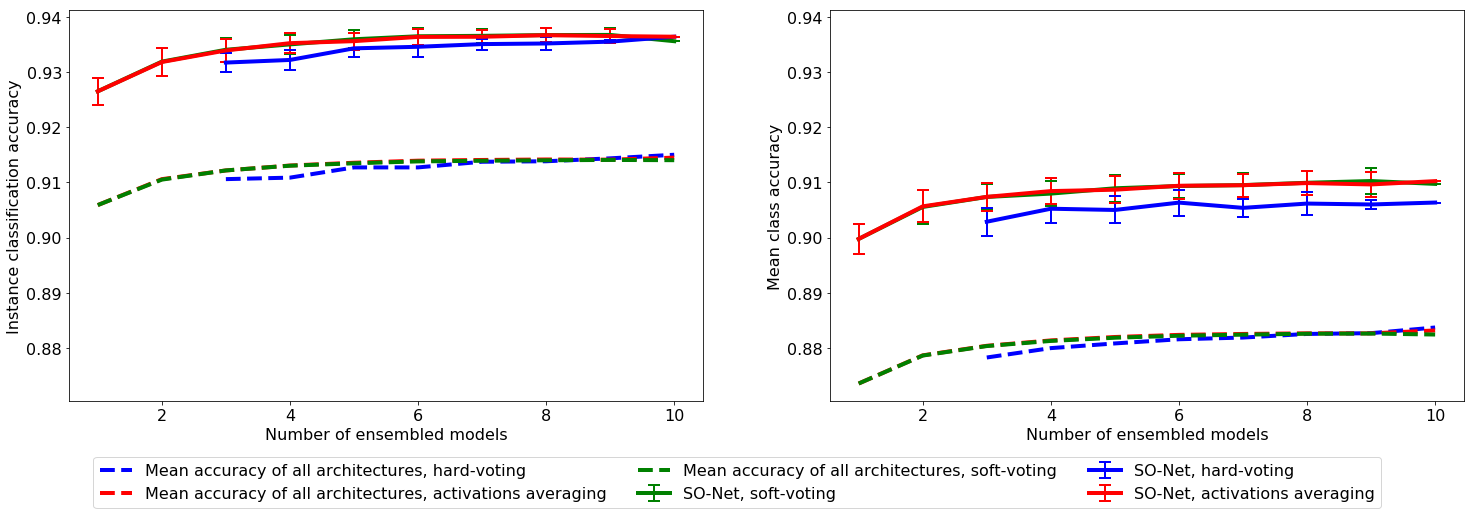 0.94
0.93
0.92
0.91
0.90
0.89
0.88
Instance classification accuracy
2 4 6 8 10
Number of ensembled models
0.94
0.93
0.92
0.91
0.90
0.89
0.88
Mean class accuracy
2 4 6 8 10
Number of ensembled models
Mean accuracy of all architectures, hard-voting
Mean accuracy of all architectures, activations averaging
Mean accuracy of all architectures, soft-voting
SO-Net, soft-voting
SO-Net, hard-voting
SO-Net, activations averaging